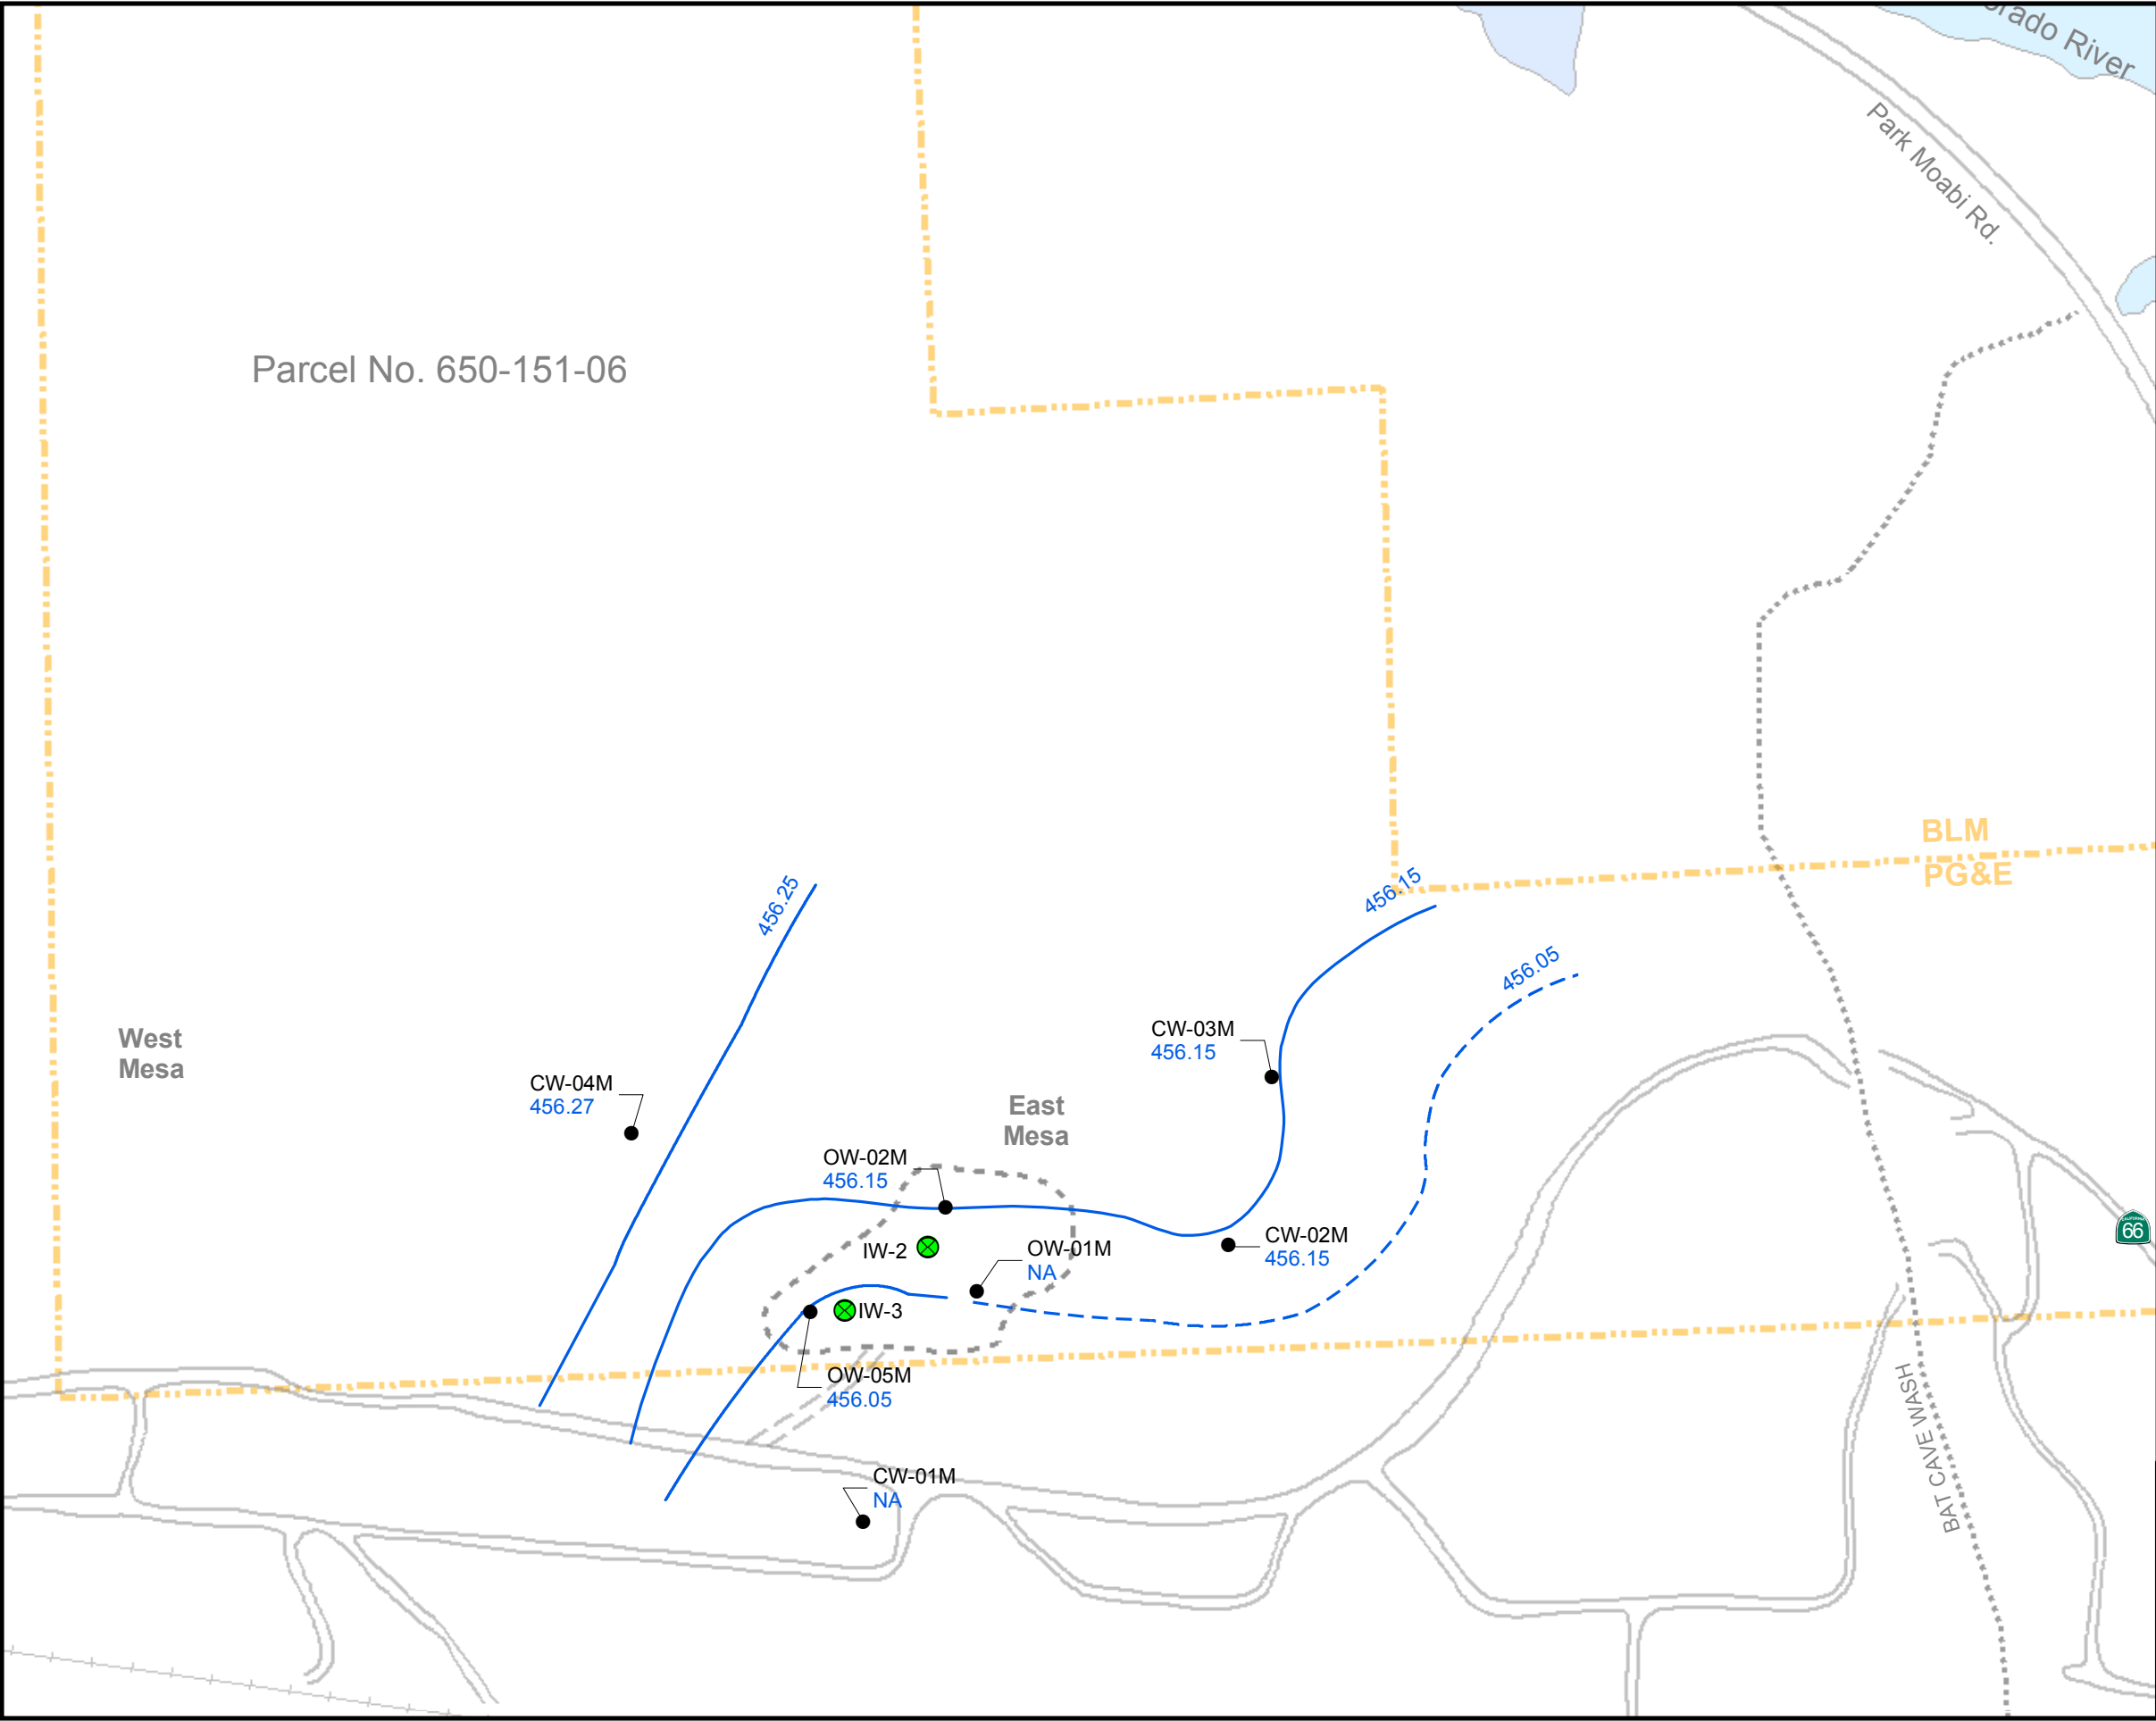 orado River
Park Moabi Rd.
Parcel No. 650-151-06
BLM
PG&E
456.25
456.15
456.05
West
Mesa
CW-03M
456.15
CW-04M
456.27
East
Mesa
OW-02M
456.15
CW-02M
456.15
IW-2
OW-01M
NA
66
IW-3
OW-05M
456.05
BAT CAVE WASH
CW-01M
NA